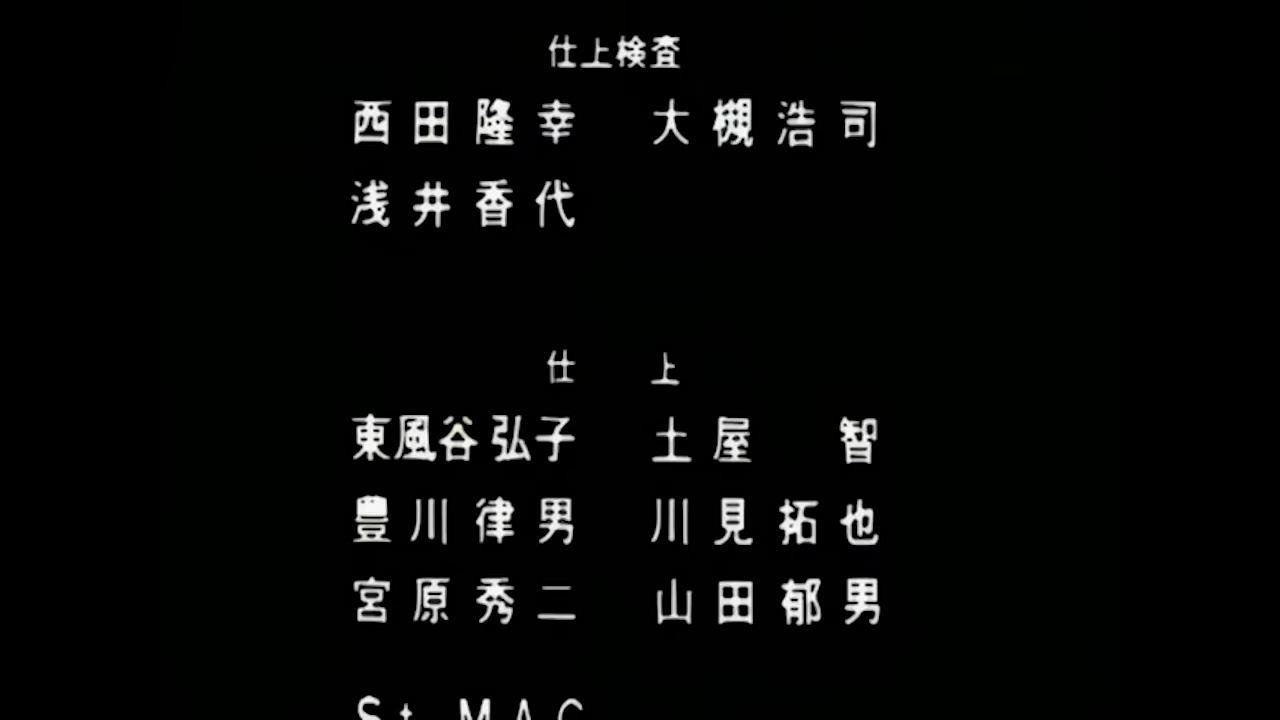 仕上検査
西田隆幸　大槻浩司
浅井香代
仕　上
東風谷弘子　土屋　智
豊川律男　川見拓也
宮原秀二　山田郁男
St. MAC